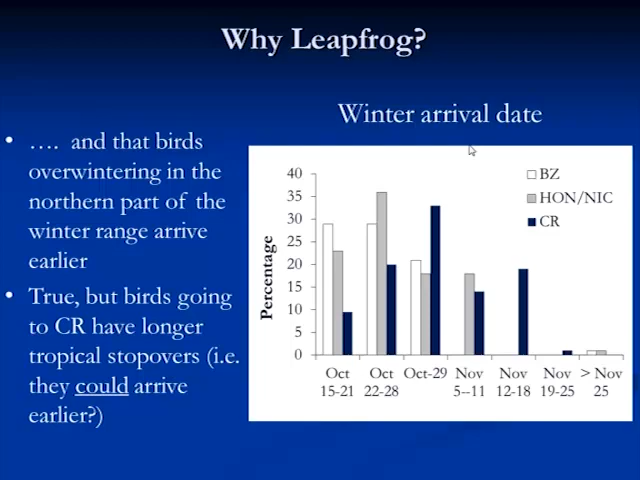 Why Leapfrog?
Winter arrival date
• …. and that birds
overwintering in the
northern part of the
winter range arrive
earlier
• True, but birds going
to CR have longer
tropical stopovers (i.e.
they could arrive
earlier?)
BZ
HON/NIC
CR
Percentage
40
35
30
25
20
15
10
5
0
Oct Oct Oct-29 Nov Nov Nov > Nov
15-21 22-28 5--11 12-18 19-25 25